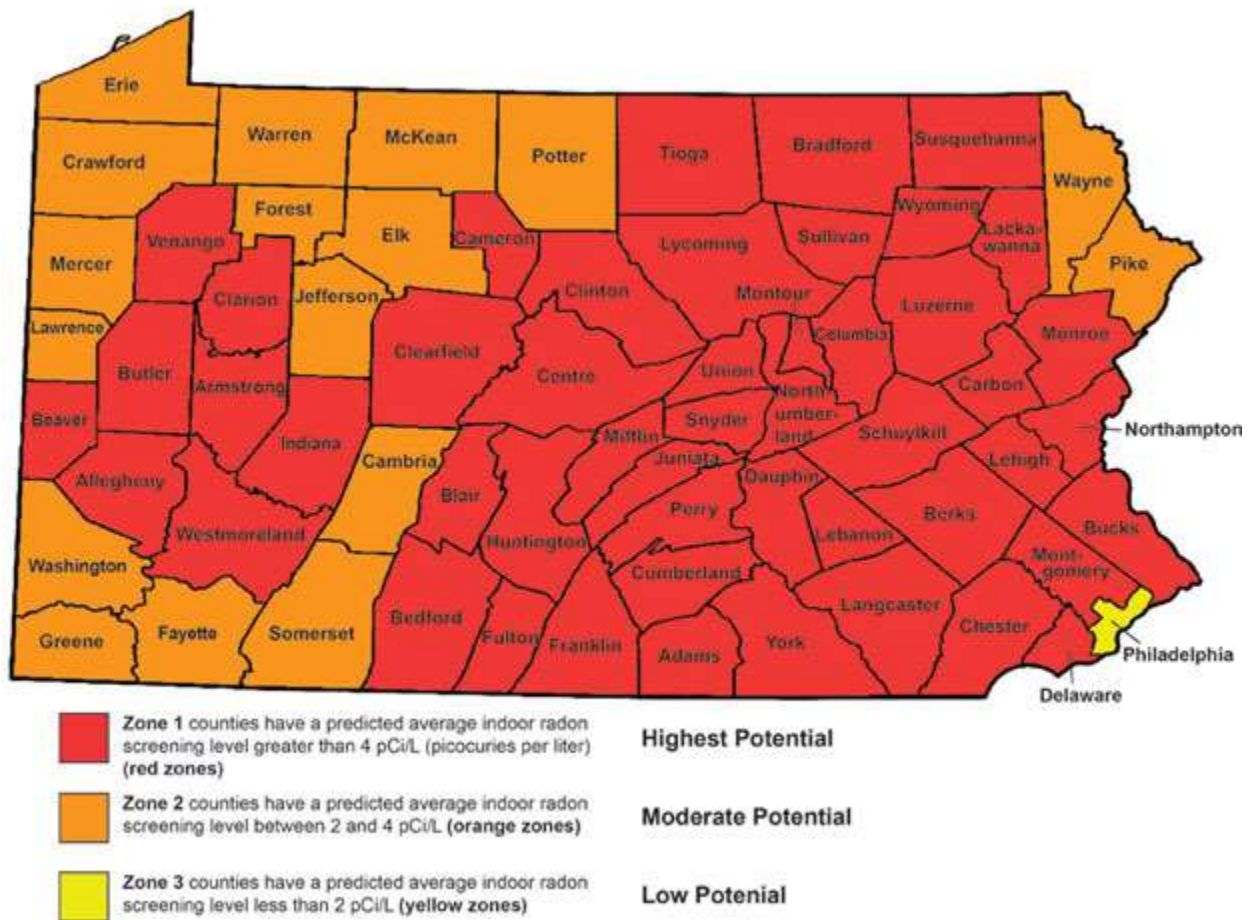 Erie
Warren
McKean
Potter
Tioga
Bradford
Susquehanna
Crawford
Wayne
Forest
Wyoming
Venango
Elk
Cameron
Lycoming
Sullivan
Lacka-
wanna
Mercer
Pike
Clarion
Jefferson
Clinton
Montour
Luzerne
Lawrence
Columbia
Monroe
Butler
Armstrong
Clearfield
Centre
Union
Carbon
Beaver
Snyder
North-
umber-
land
Indiana
Mifflin
Schuylkill
Northampton
Cambria
Juniata
Lehigh
Allegheny
Blair
Dauphin
Westmoreland
Perry
Berks
Bucks
Huntington
Lebanon
Washington
Cumberland
Mont-
gomery
Bedford
Langcaster
Greene
Fayette
Somerset
Fulton
Franklin
Adams
York
Chester
Philadelphia
Delaware
Zone 1 counties have a predicted average indoor radon
screening level greater than 4 pCi/L (picocuries per liter)
(red zones)
Highest Potential
Zone 2 counties have a predicted average indoor radon
screening level between 2 and 4 pCi/L (orange zones)
Moderate Potential
Zone 3 counties have a predicted average indoor radon
screening level less than 2 pCi/L (yellow zones)
Low Potenial